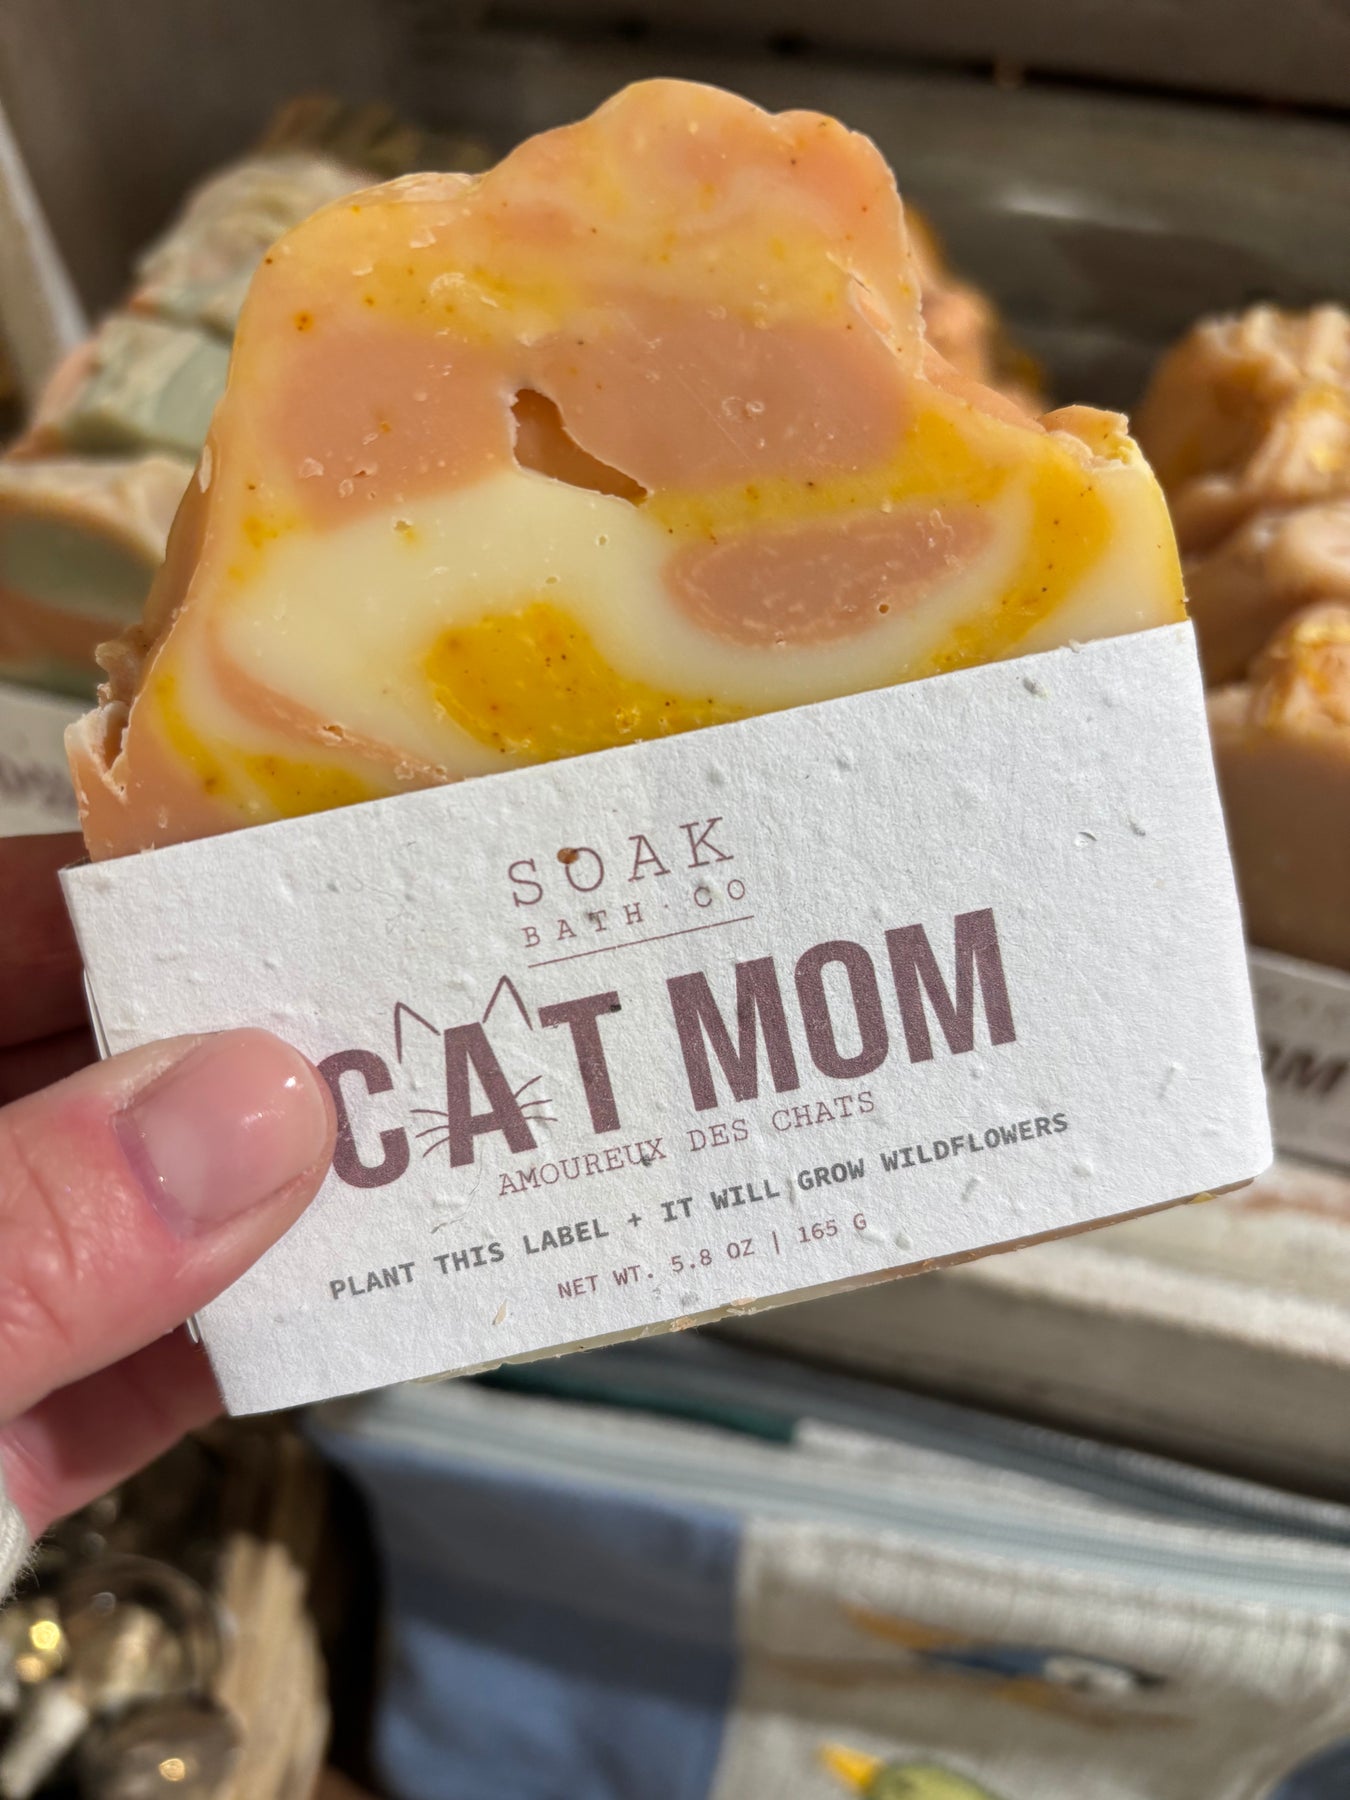 SOAK
BATH · CO
CAT MOM
AMOUREUX DES CHATS
PLANT THIS LABEL + IT WILL GROW WILDFLOWERS
NET WT. 5.8 OZ | 165 G